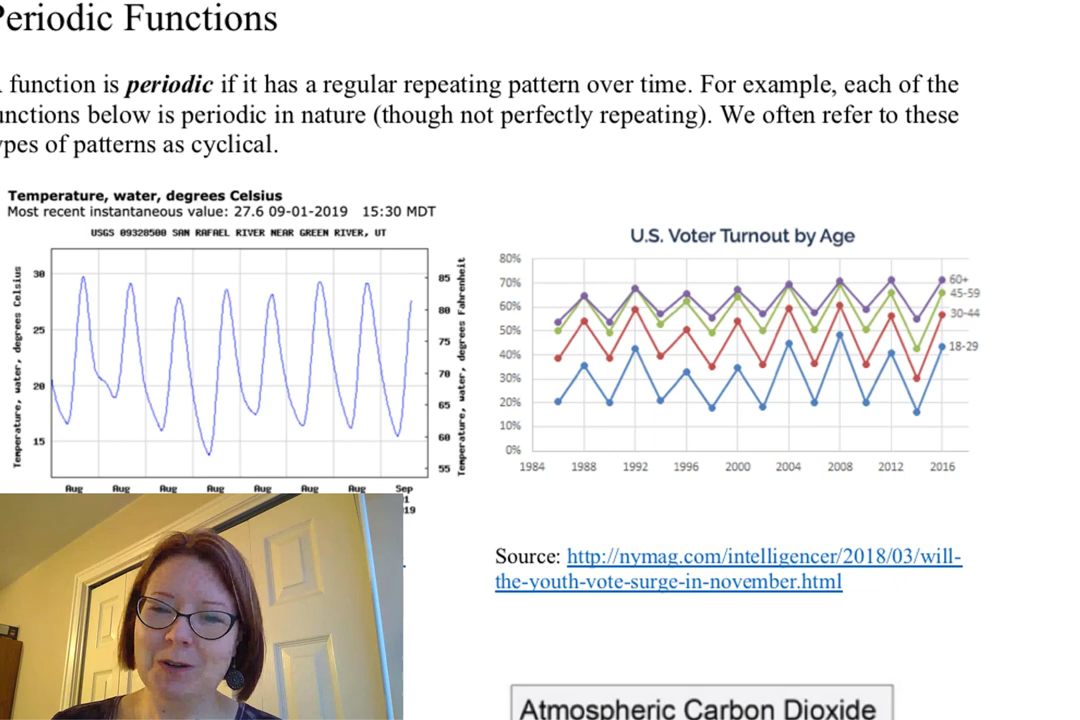 Periodic Functions
function is periodic if it has a regular repeating pattern over time. For example, each of the
functions below is periodic in nature (though not perfectly repeating). We often refer to these
types of patterns as cyclical.
Temperature, water, degrees Celsius
Most recent instantaneous value: 27.6 09-01-2019 15:30 MDT
USGS 09328500 SAN RAFAEL RIVER NEAR GREEN RIVER, UT
Temperature, water, degrees Celsius
30
25
20
15
85
80
75
70
65
60
55
Temperature, water, degrees Fahrenheit
Aug Aug Aug Aug Aug Aug Aug Sep
1
19
U.S. Voter Turnout by Age
80%
70%
60%
50%
40%
30%
20%
10%
0%
60+
45-59
30-44
18-29
1984 1988 1992 1996 2000 2004 2008 2012 2016
Source: http://nymag.com/intelligencer/2018/03/will-
the-youth-vote-surge-in-november.html
Atmospheric Carbon Dioxide